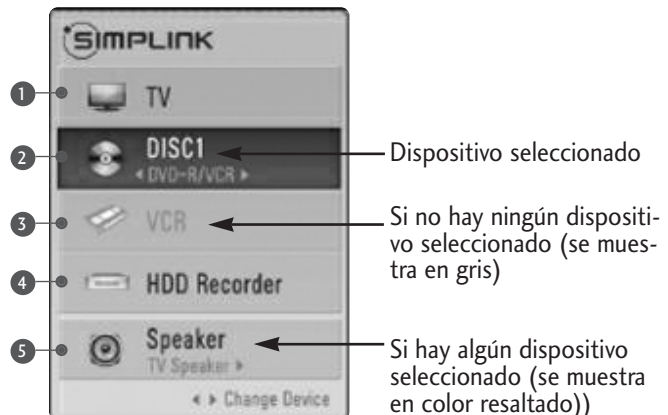 SIMPLINK
1 TV
2 DISC1
◂ DVD-R/VCR ▸
Dispositivo seleccionado
3 VCR
Si no hay ningún dispositi-
vo seleccionado (se mues-
tra en gris)
4 HDD Recorder
5 Speaker
TV Speaker ▸
Si hay algún dispositivo
seleccionado (se muestra
en color resaltado))
◂ ▸ Change Device